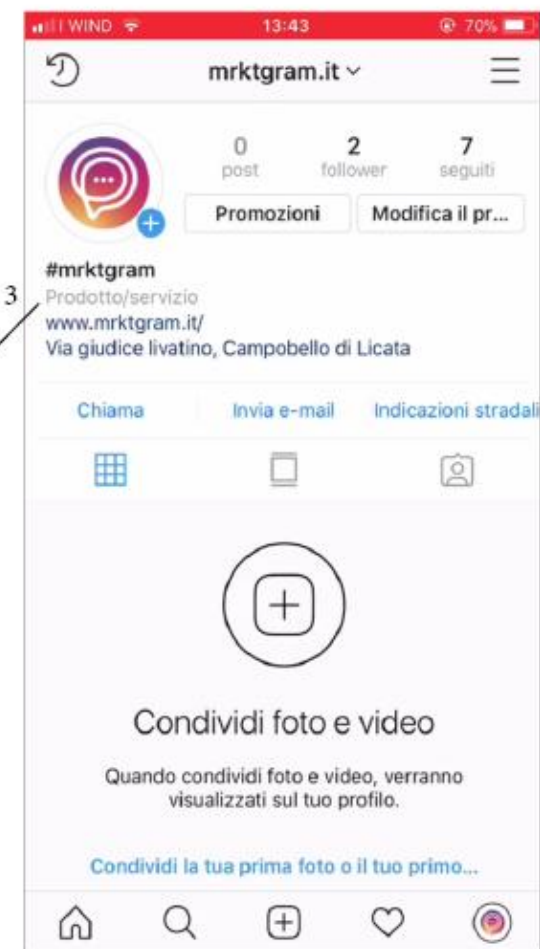 WIND 13:43 70%
mrktgram.it
0 2 7
post follower seguiti
Promozioni Modifica il pr...
#mrktgram
3
Prodotto/servizio
www.mrktgram.it/
Via giudice livatino, Campobello di Licata
Chiama Invia e-mail Indicazioni stradali
Condividi foto e video
Quando condividi foto e video, verranno
visualizzati sul tuo profilo.
Condividi la tua prima foto o il tuo primo...